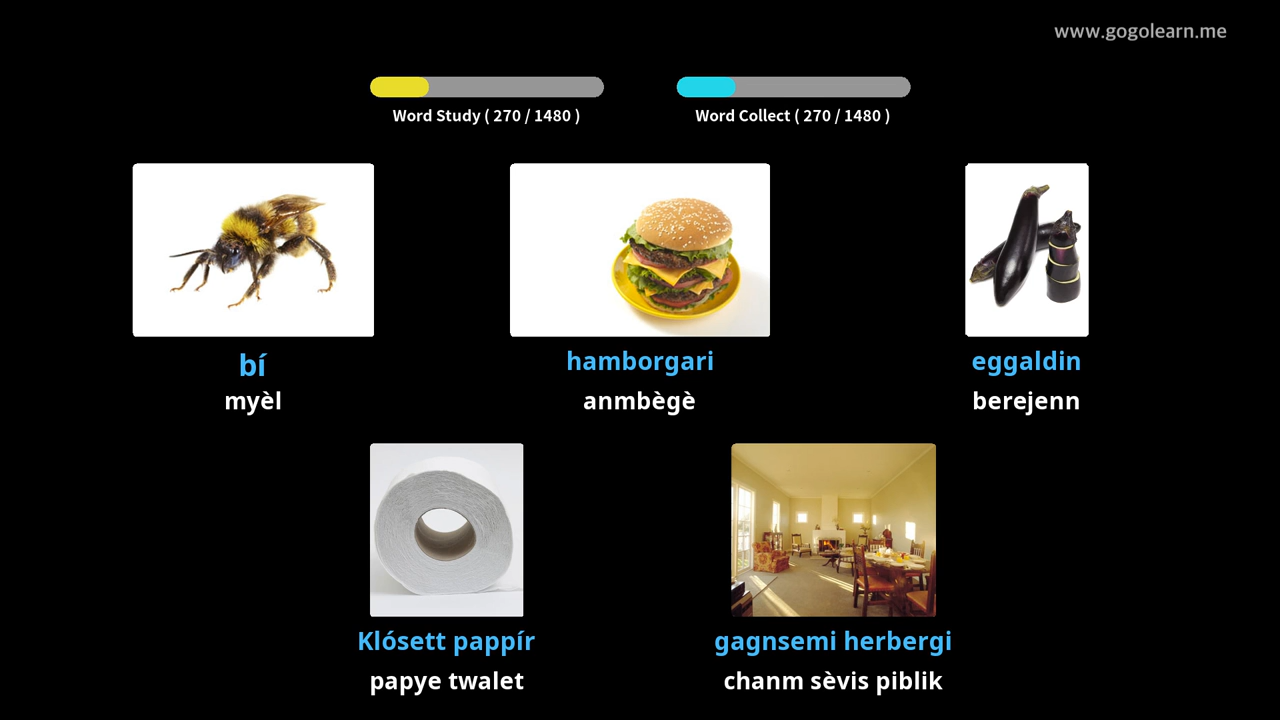 www.gogolearn.me
Word Study ( 270 / 1480 )
Word Collect ( 270 / 1480 )
bí
hamborgari
eggaldin
myèl
anmbègè
berejenn
Klósett pappír
gagnsemi herbergi
papye twalet
chanm sèvis piblik